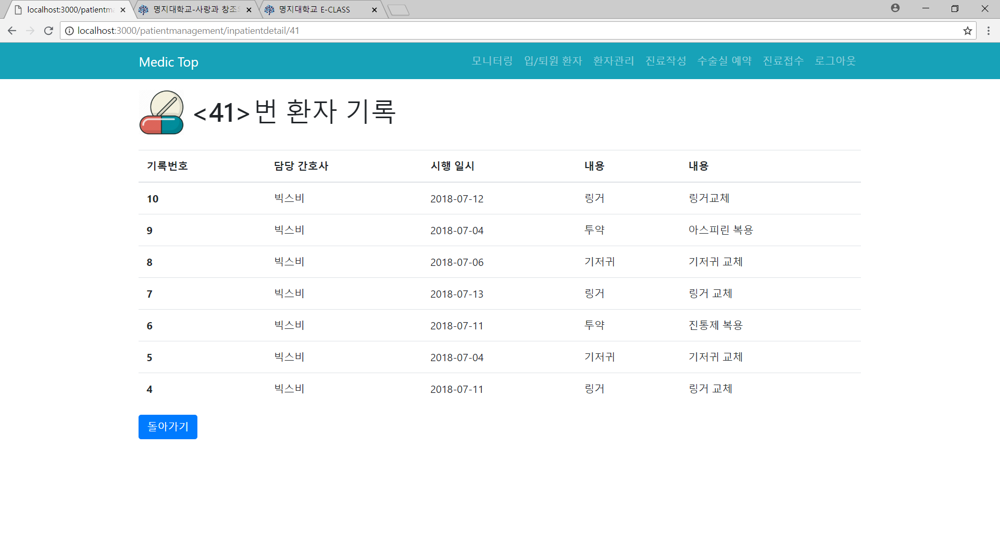 localhost:3000/patientm
명지대학교-사랑과 창조의
명지대학교 E-CLASS
localhost:3000/patientmanagement/inpatientdetail/41
Medic Top 모니터링 입/퇴원 환자 환자관리 진료작성 수술실 예약 진료접수 로그아웃
<41>번 환자 기록
기록번호 담당 간호사 시행 일시 내용 내용
10 빅스비 2018-07-12 링거 링거교체
9 빅스비 2018-07-04 투약 아스피린 복용
8 빅스비 2018-07-06 기저귀 기저귀 교체
7 빅스비 2018-07-13 링거 링거 교체
6 빅스비 2018-07-11 투약 진통제 복용
5 빅스비 2018-07-04 기저귀 기저귀 교체
4 빅스비 2018-07-11 링거 링거 교체
돌아가기